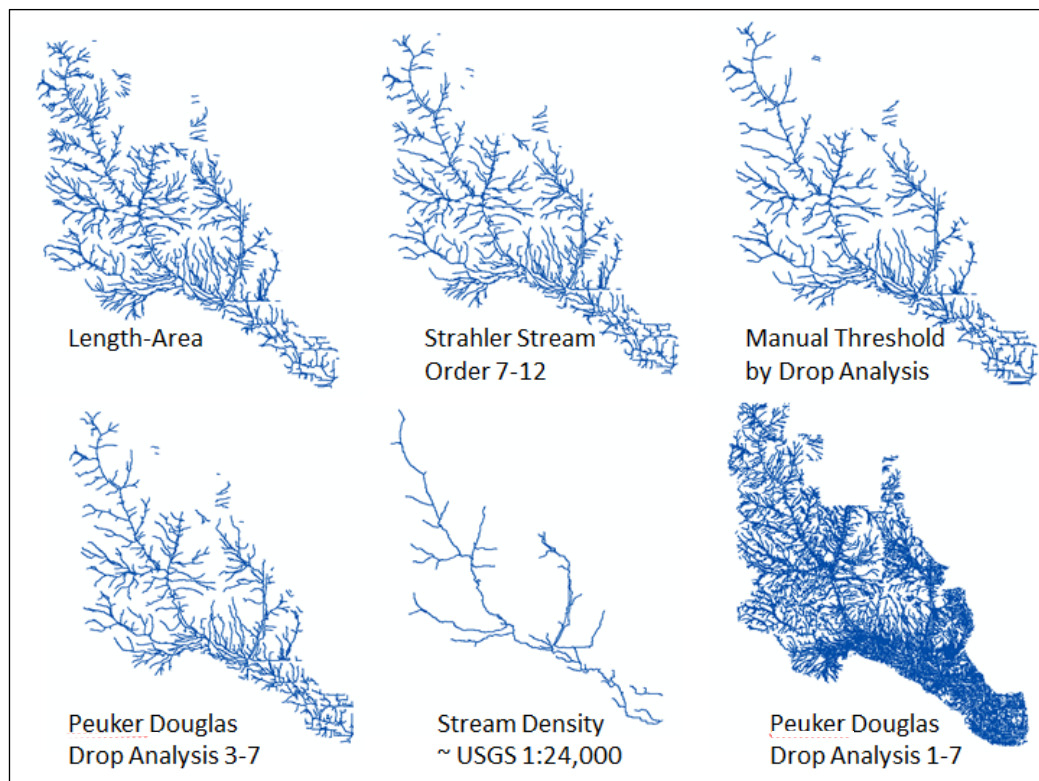 Length-Area
Strahler Stream
Order 7-12
Manual Threshold
by Drop Analysis
Peuker Douglas
Drop Analysis 3-7
Stream Density
~ USGS 1:24,000
Peuker Douglas
Drop Analysis 1-7